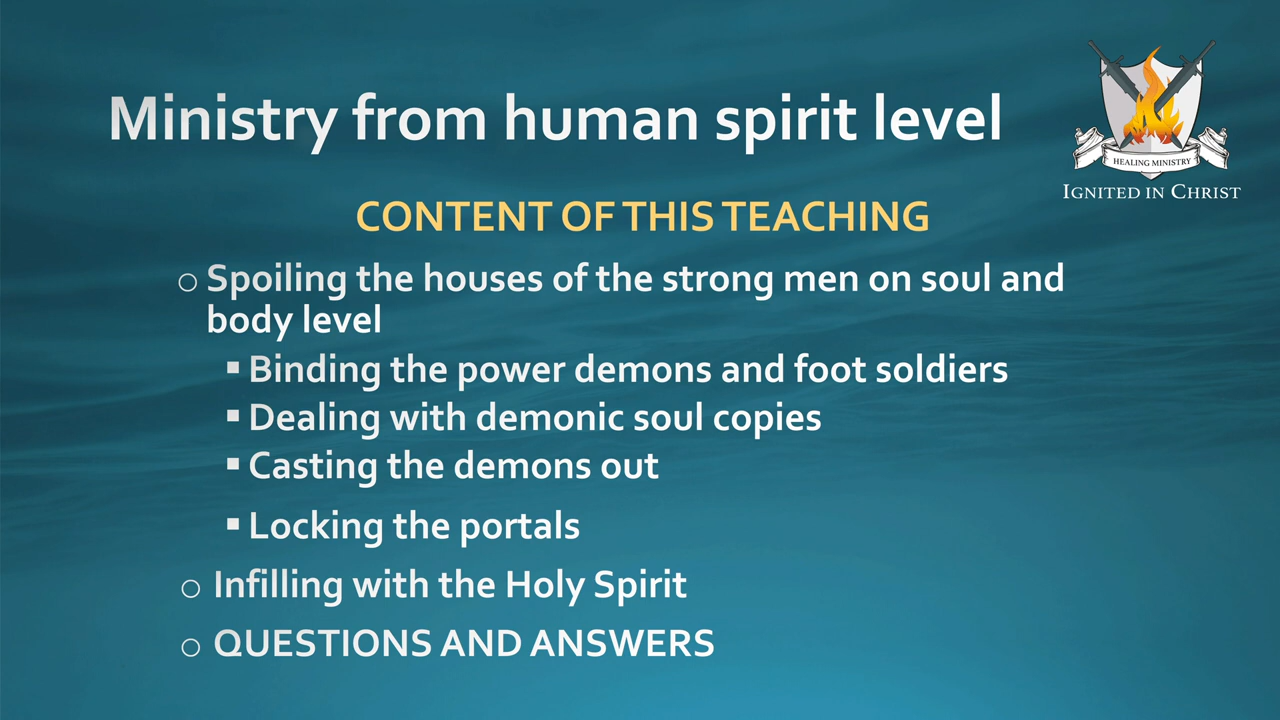 Ministry from human spirit level
HEALING MINISTRY
IGNITED IN CHRIST
CONTENT OF THIS TEACHING
o Spoiling the houses of the strong men on soul and
body level
▪ Binding the power demons and foot soldiers
▪ Dealing with demonic soul copies
▪ Casting the demons out
▪ Locking the portals
o Infilling with the Holy Spirit
o QUESTIONS AND ANSWERS